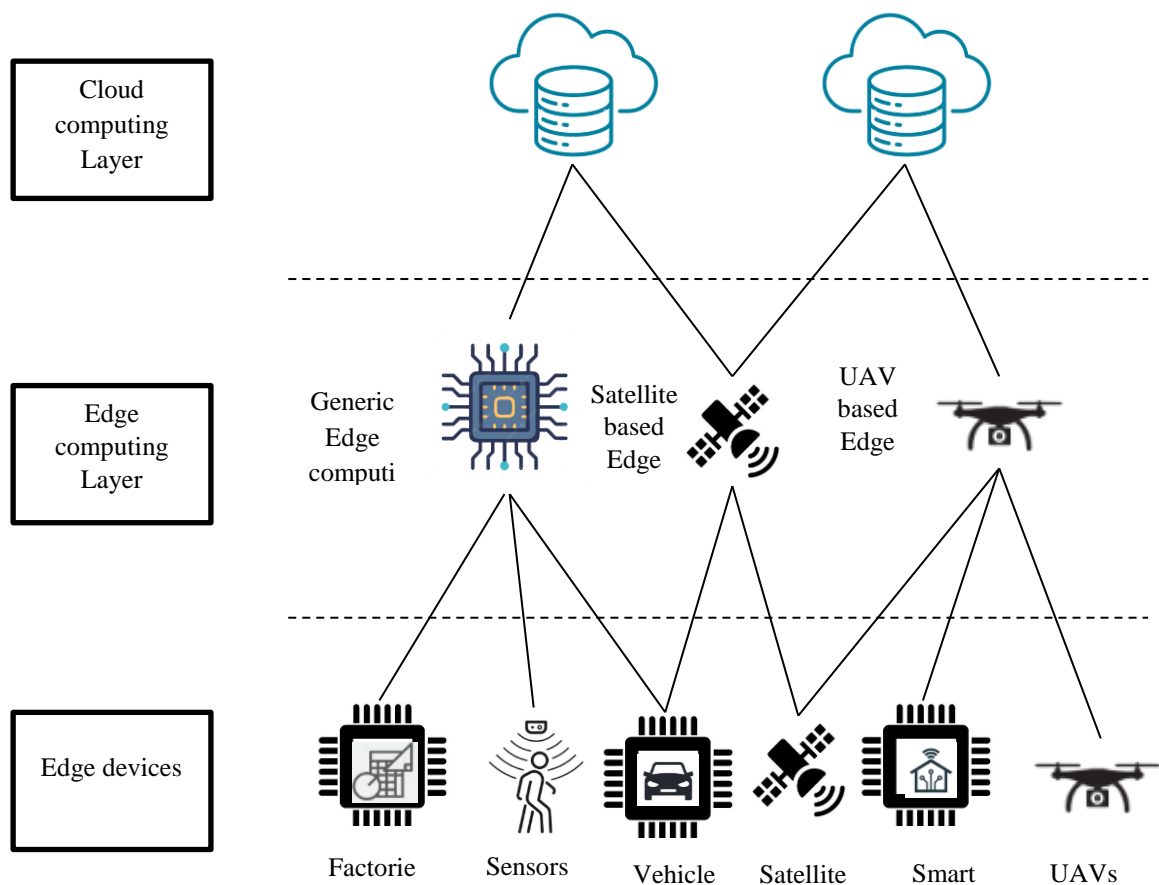 Cloud
computing
Layer
Generic
Edge
computi
Satellite
based
Edge
UAV
based
Edge
Edge
computing
Layer
Edge devices
Factorie
Sensors
Vehicle
Satellite
Smart
UAVs